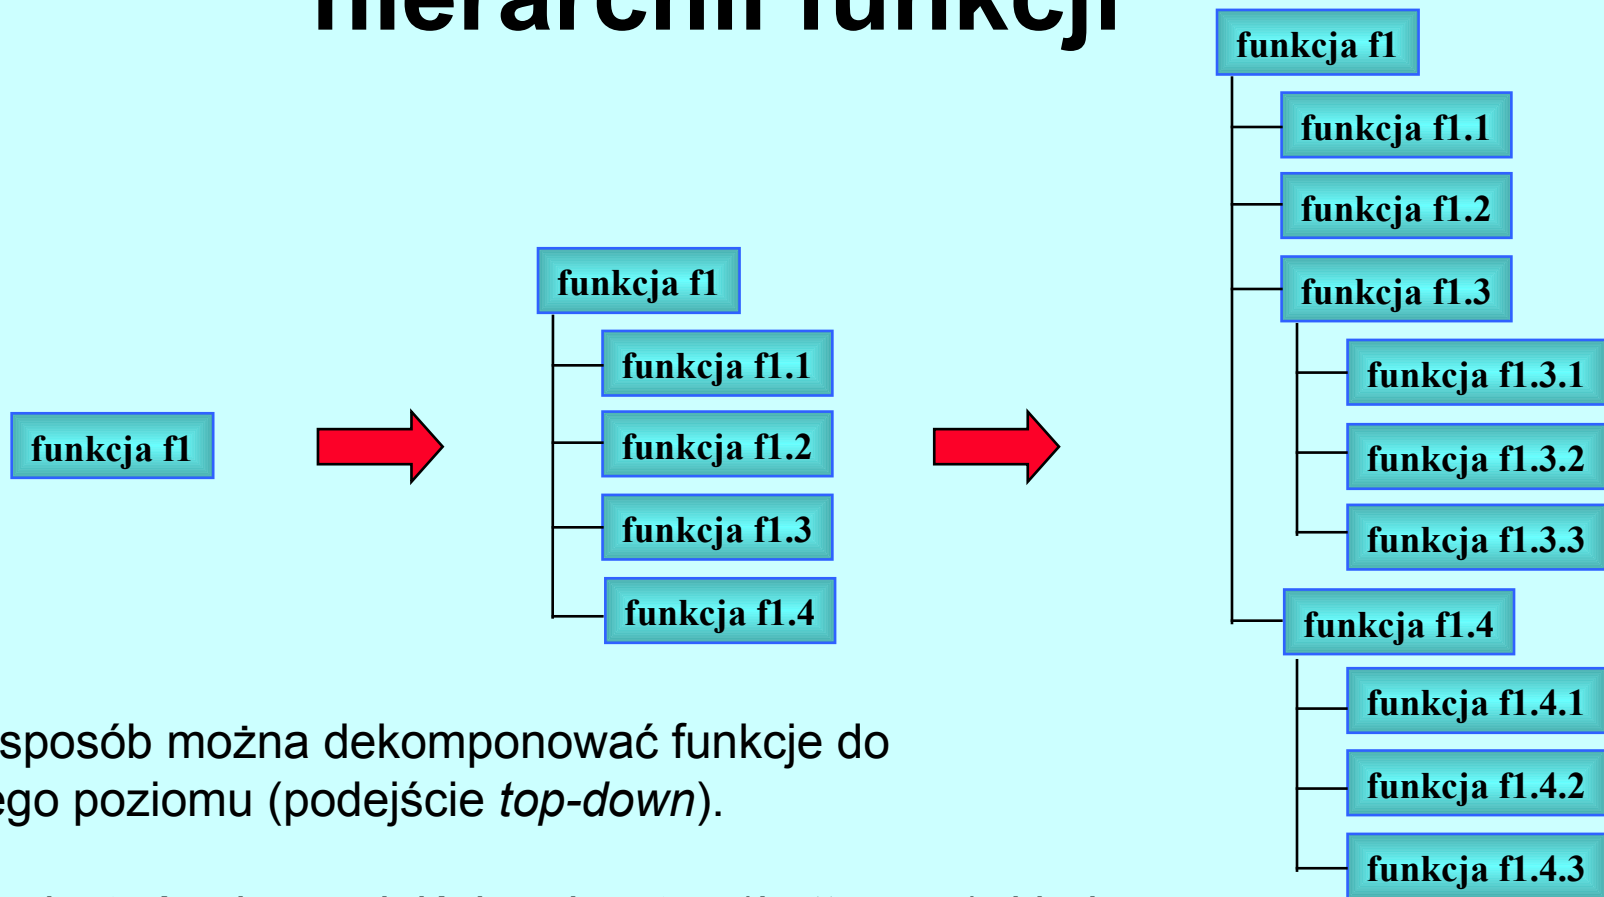 hierarchii funkcji
funkcja f1
funkcja f1
funkcja f1.1
funkcja f1.2
funkcja f1.3
funkcja f1.4
funkcja f1
funkcja f1.1
funkcja f1.2
funkcja f1.3
funkcja f1.3.1
funkcja f1.3.2
funkcja f1.3.3
funkcja f1.4
funkcja f1.4.1
funkcja f1.4.2
funkcja f1.4.3
sposób można dekomponować funkcje do
ego poziomu (podejście top-down).